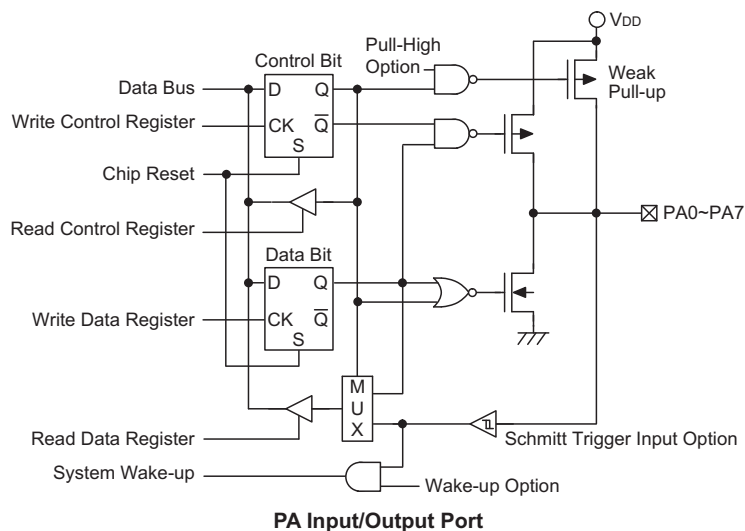 VDD
Control Bit
Pull-High
Option
Weak
Pull-up
Data Bus
D
Q
Write Control Register
CK
Q
S
Chip Reset
Read Control Register
PA0~PA7
Data Bit
D
Q
Write Data Register
CK
Q
S
M
U
X
Read Data Register
Schmitt Trigger Input Option
System Wake-up
Wake-up Option
PA Input/Output Port